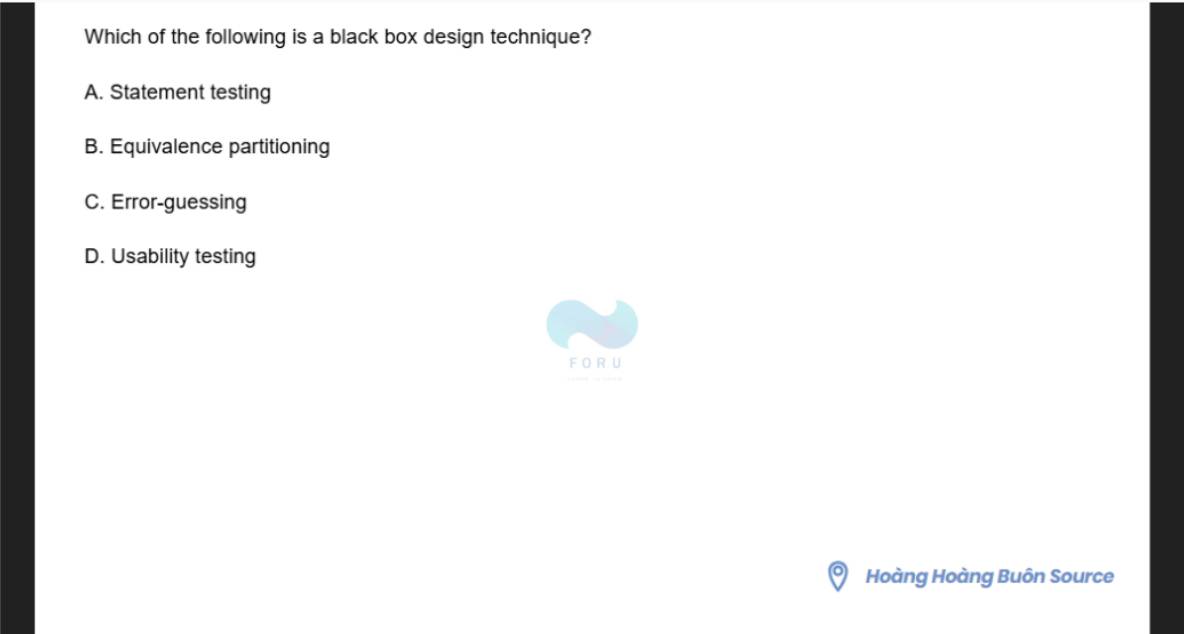 Which of the following is a black box design technique?
A. Statement testing
B. Equivalence partitioning
C. Error-guessing
D. Usability testing
FORU
Hoàng Hoàng Buôn Source